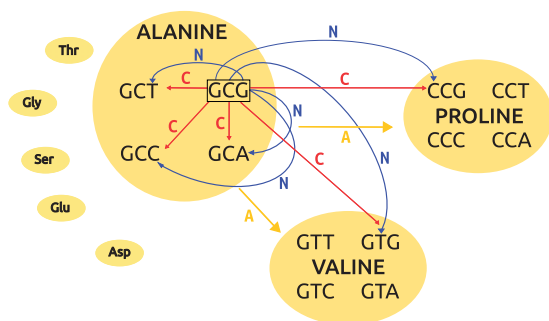 ALANINE
Thr
N
N
GCT
C
GCG
C
CCG CCT
Gly
PROLINE
C
C
N
A
CCC CCA
GCC
GCA
C
N
Ser
N
Glu
A
GTT GTG
VALINE
GTC GTA
Asp